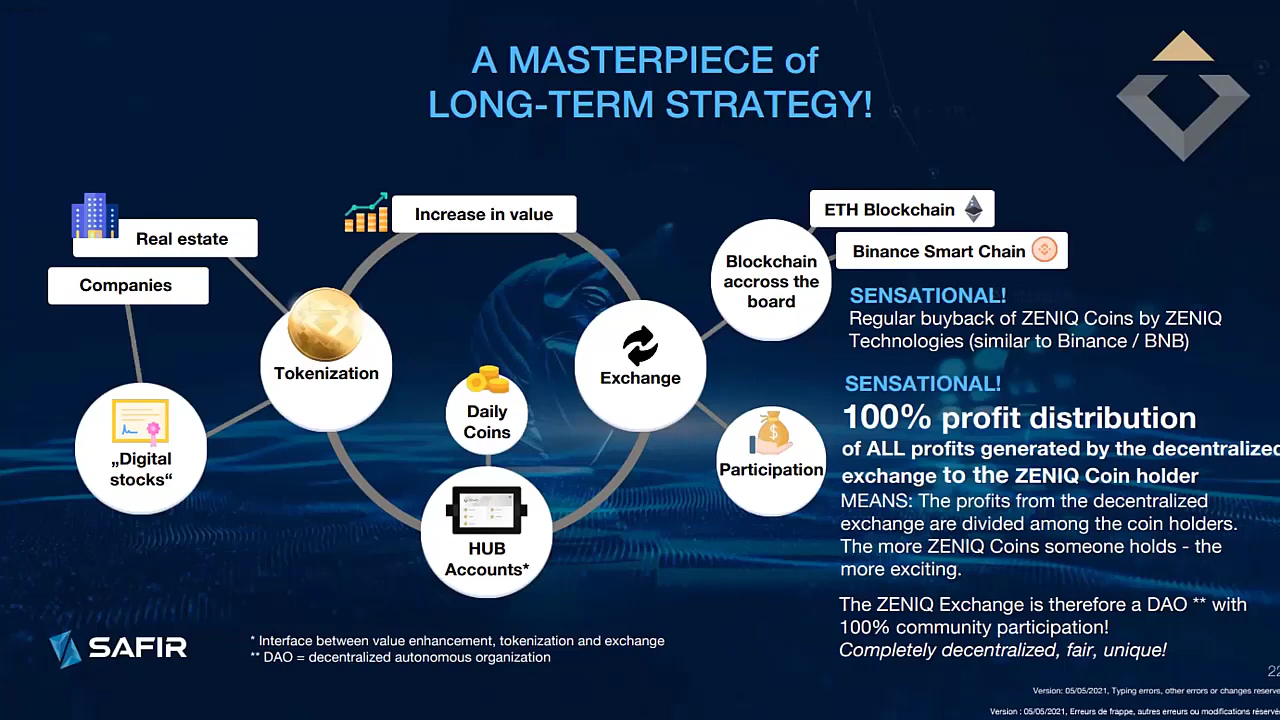 A MASTERPIECE of
LONG-TERM STRATEGY!
Real estate
Companies
„Digital
stocks“
Tokenization
Increase in value
Daily
Coins
HUB
Accounts*
Exchange
Blockchain
accross the
board
ETH Blockchain
Binance Smart Chain
Participation
SENSATIONAL!
Regular buyback of ZENIQ Coins by ZENIQ
Technologies (similar to Binance / BNB)
SENSATIONAL!
100% profit distribution
of ALL profits generated by the decentralized
exchange to the ZENIQ Coin holder
MEANS: The profits from the decentralized
exchange are divided among the coin holders.
The more ZENIQ Coins someone holds - the
more exciting.
The ZENIQ Exchange is therefore a DAO ** with
100% community participation!
Completely decentralized, fair, unique!
SAFIR
* Interface between value enhancement, tokenization and exchange
** DAO = decentralized autonomous organization
22
Version: 05/05/2021, Typing errors, other errors or changes reserve
Version : 05/05/2021, Erreurs de frappe, autres erreurs ou modifications réservé